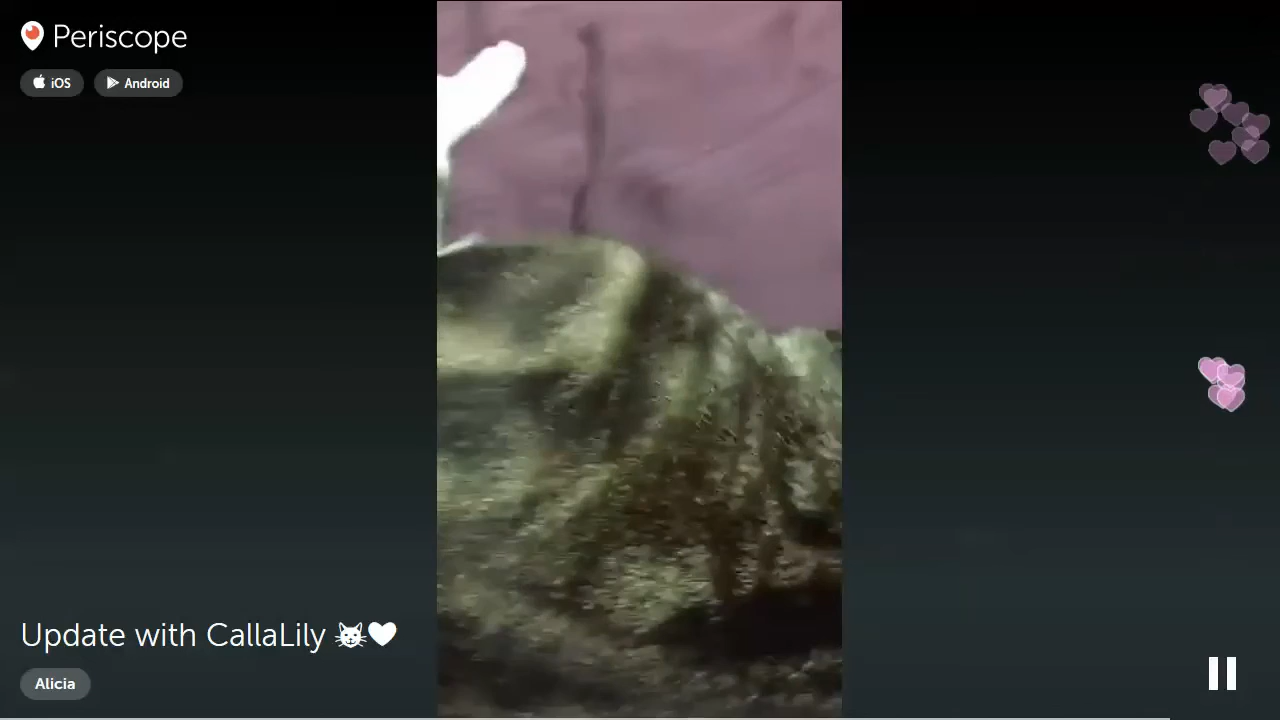 Periscope
iOS
Android
Update with CallaLily 🐱❤
Alicia